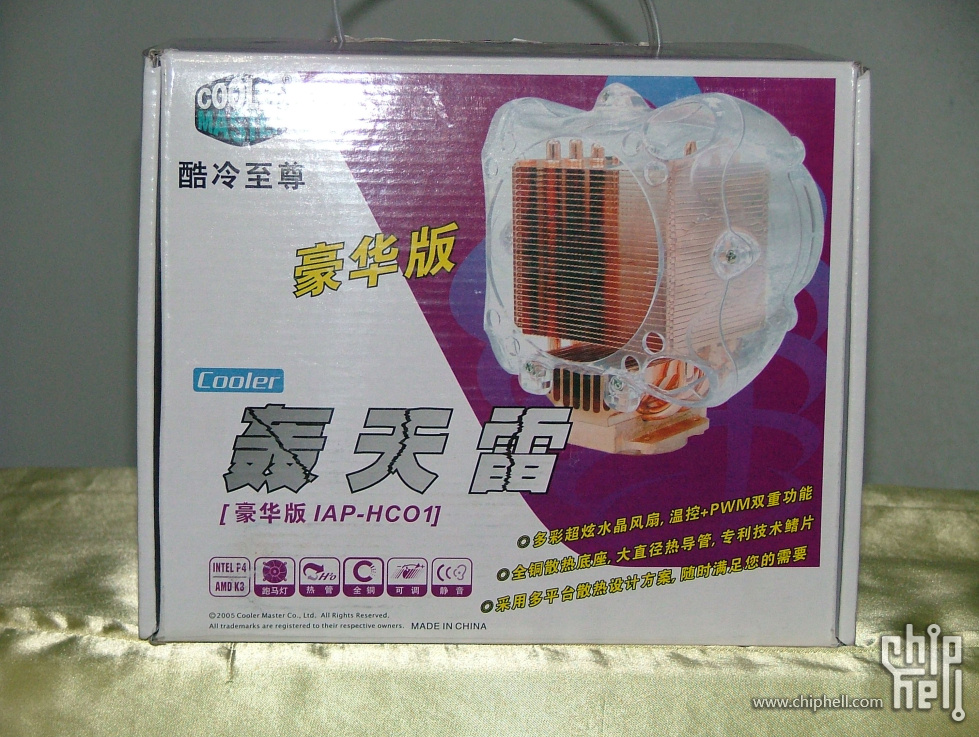 COOLER
MASTER
酷冷至尊
豪华版
Cooler
轰天雷
[豪华版 IAP-HC01]
多彩超炫水晶风扇, 温控+PWM双重功能
全铜散热底座, 大直径热导管, 专利技术鳍片
采用多平台散热设计方案, 随时满足您的需要
INTEL P4
AMD K8
跑马灯
热管
全铜
可调
静音
©2005 Cooler Master Co., Ltd. All Rights Reserved.
All trademarks are registered to their respective owners. MADE IN CHINA
chip
hell
www.chiphell.com